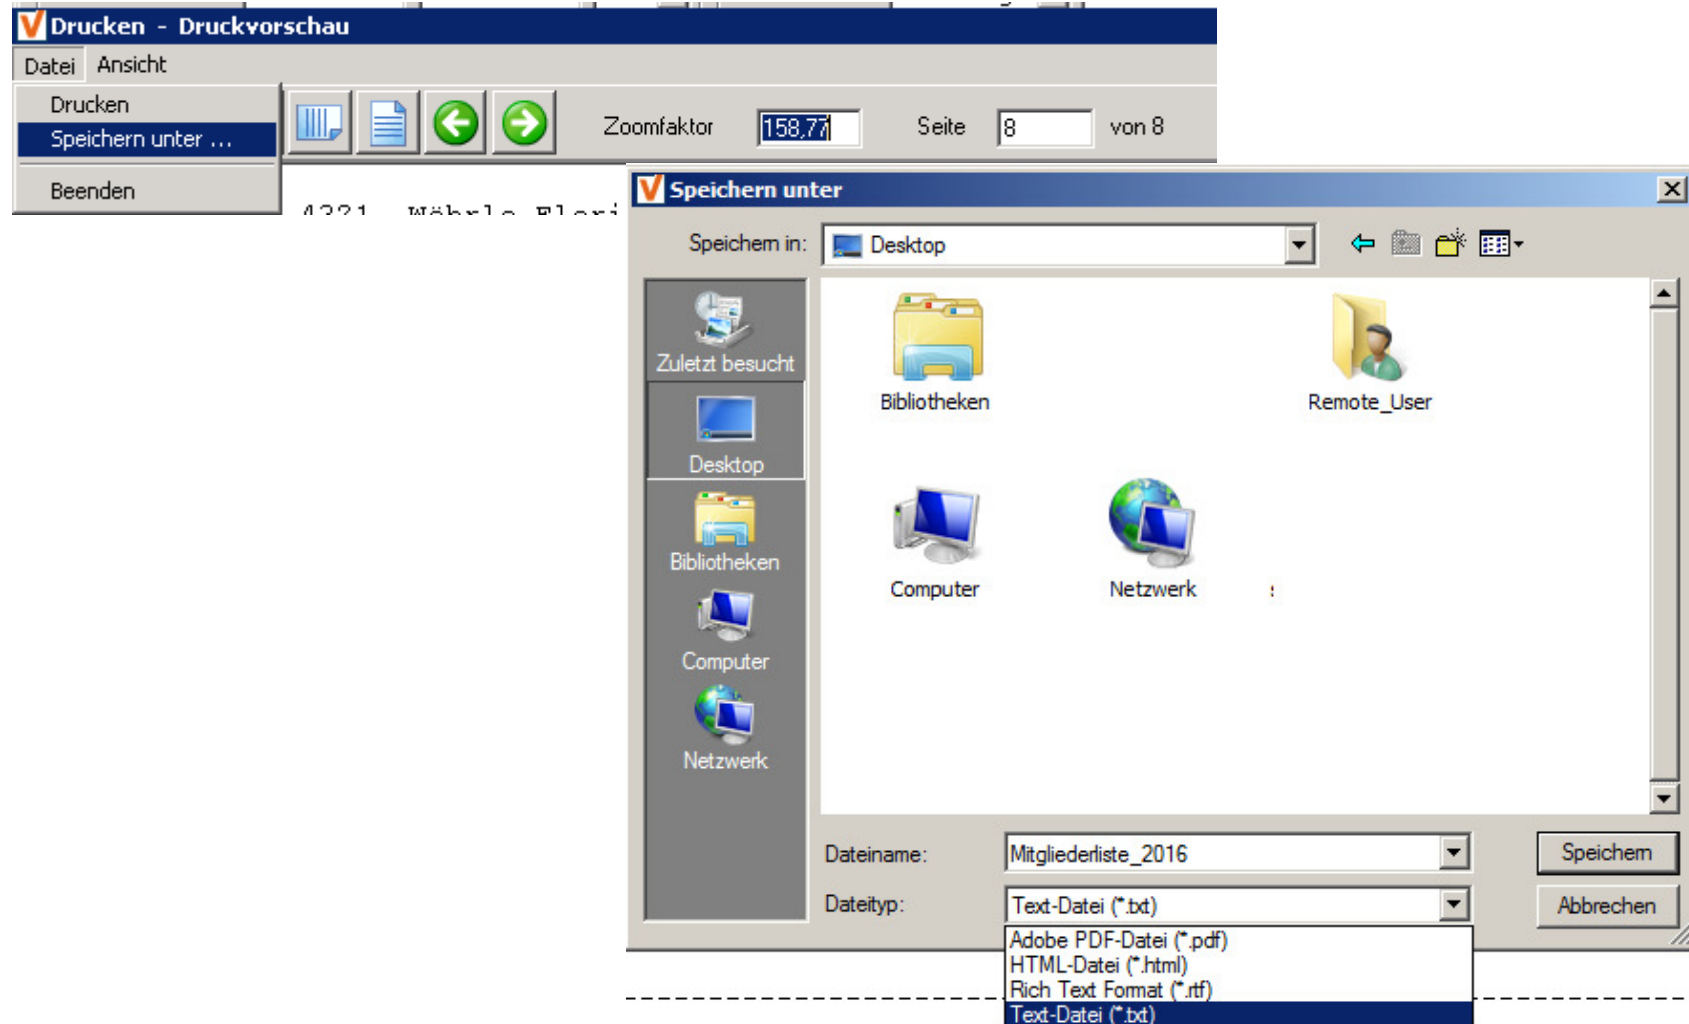 Drucken - Druckvorschau
Datei Ansicht
Drucken
Speichern unter ...
Beenden
Zoomfaktor 158,77 Seite 8 von 8
4321
Speichern unter
Speichern in: Desktop
Zuletzt besucht
Desktop
Bibliotheken
Computer
Netzwerk
Bibliotheken
Remote_User
Computer
Netzwerk
Dateiname: Mitgliederliste_2016 Speichern
Dateityp: Text-Datei (*.txt) Abbrechen
Adobe PDF-Datei (*.pdf)
HTML-Datei (*.html)
Rich Text Format (*.rtf)
Text-Datei (*.txt)